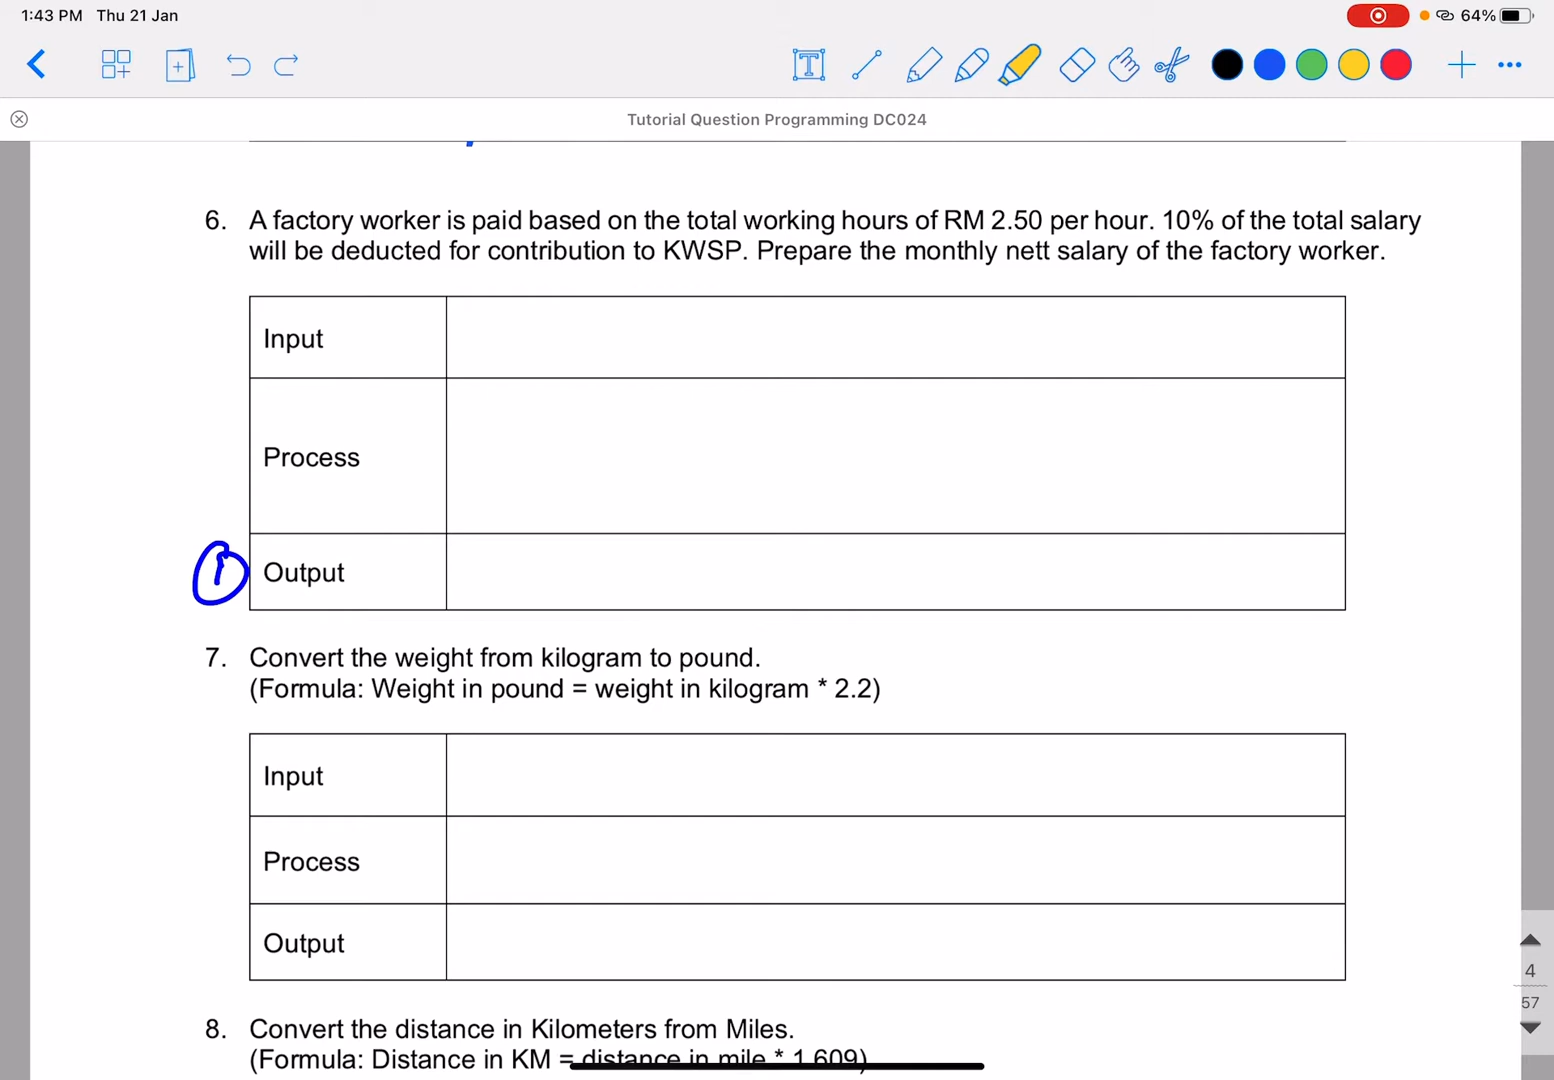 1:43 PM Thu 21 Jan
64%
T
Tutorial Question Programming DC024
6. A factory worker is paid based on the total working hours of RM 2.50 per hour. 10% of the total salary
will be deducted for contribution to KWSP. Prepare the monthly nett salary of the factory worker.
Input
Process
1 Output
7. Convert the weight from kilogram to pound.
(Formula: Weight in pound = weight in kilogram * 2.2)
Input
Process
Output
4
57
8. Convert the distance in Kilometers from Miles.
(Formula: Distance in KM = distance in mile * 1.609)